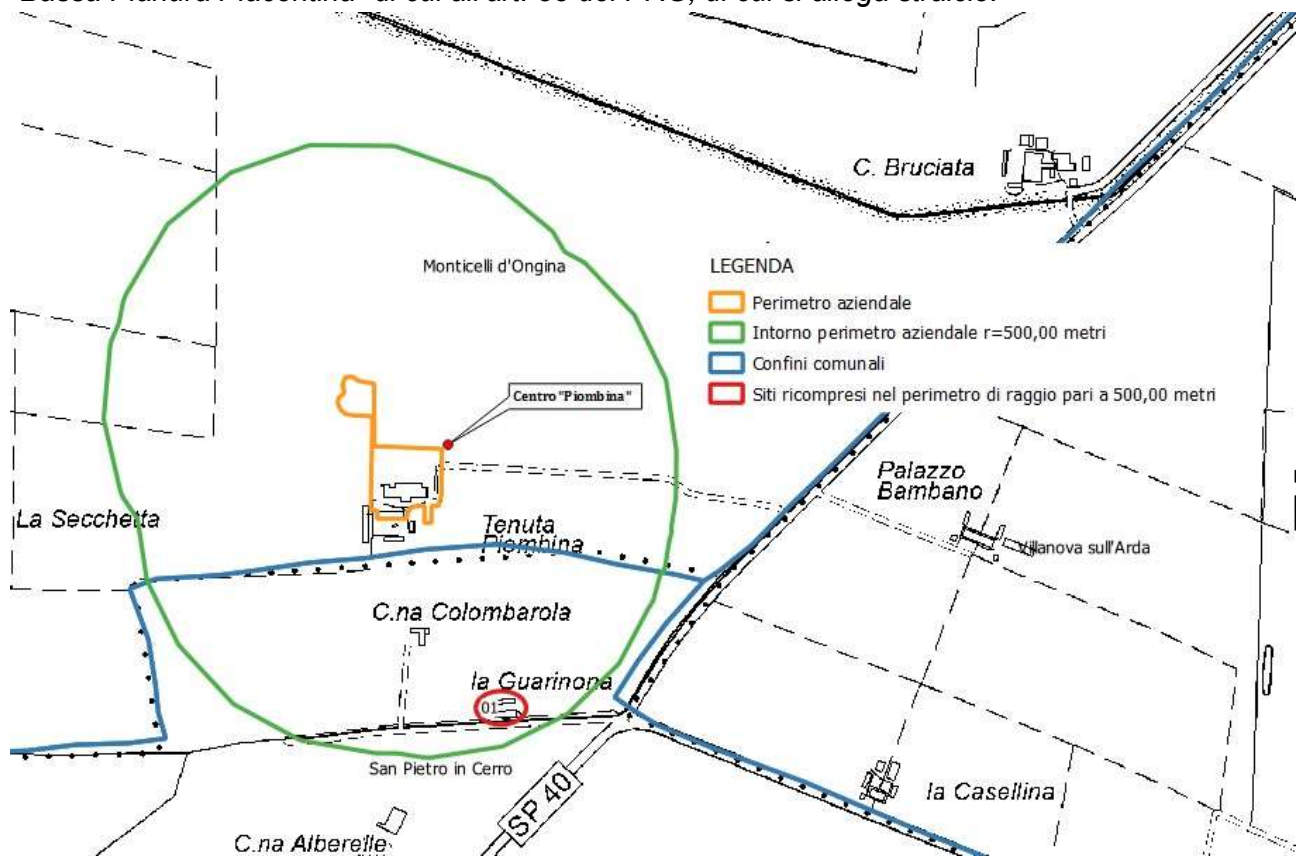 "Bassa Pianura Piacentina" di cui all'art. 38 del PRG, di cui si allega stralcio.
C. Bruciata
Monticelli d'Ongina
LEGENDA
Perimetro aziendale
Intorno perimetro aziendale r=500,00 metri
Confini comunali
Siti ricompresi nel perimetro di raggio pari a 500,00 metri
Centro "Piombina"
Palazzo
Bambano
La Secchetta
Tenuta
Piombina
Villanova sull'Arda
C.na Colombarola
la Guarinona
01
San Pietro in Cerro
SP 40
la Casellina
C.na Alberelle